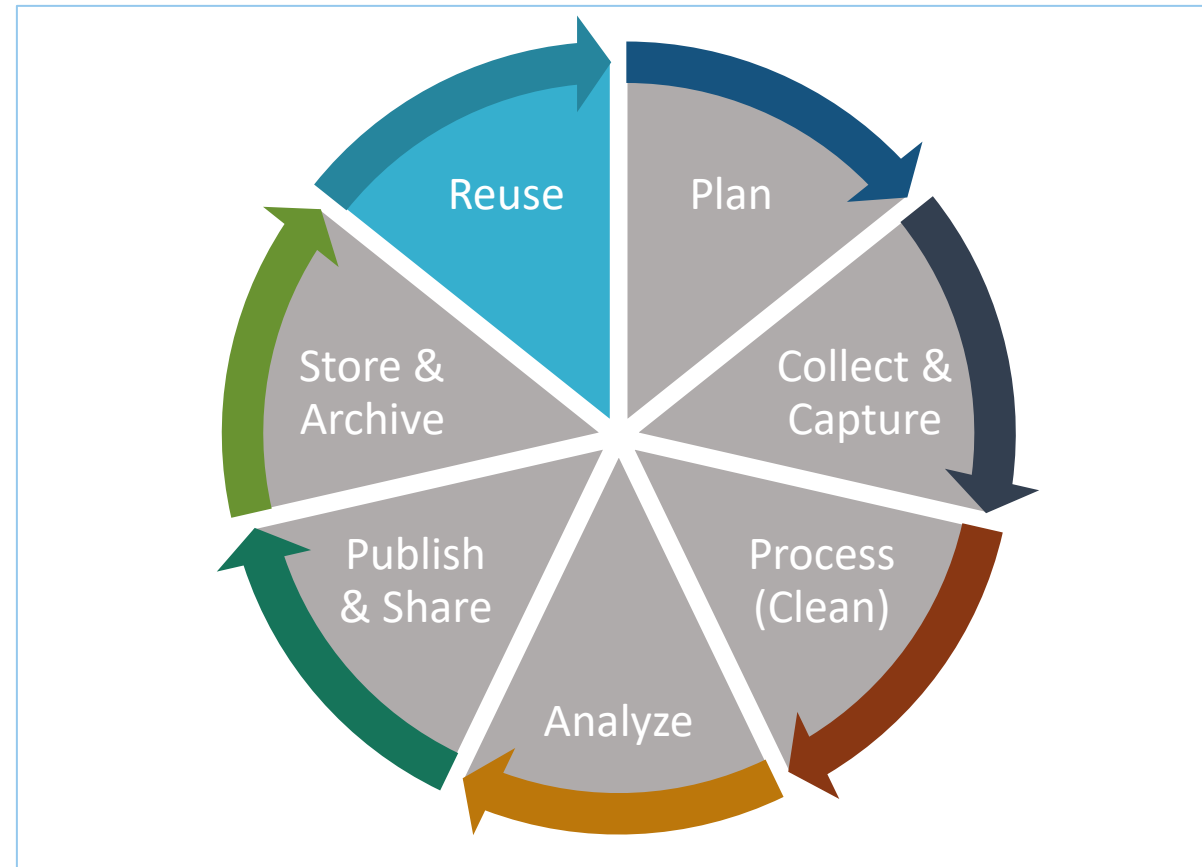 Reuse
Plan
Store &
Archive
Collect &
Capture
Publish
& Share
Process
(Clean)
Analyze